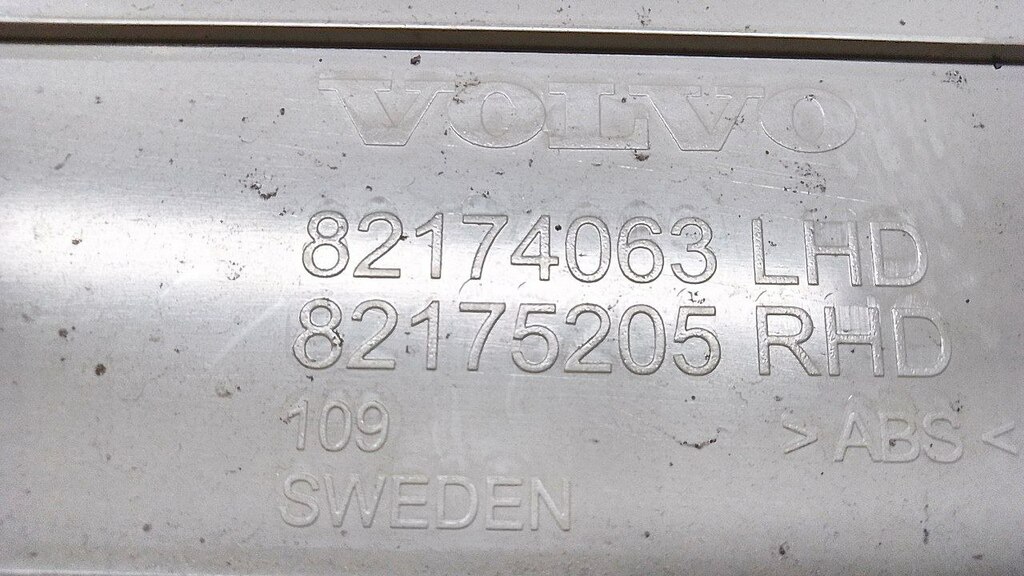 VOLVO
82174063 LHD
82175205 RHD
109
>ABS<
SWEDEN